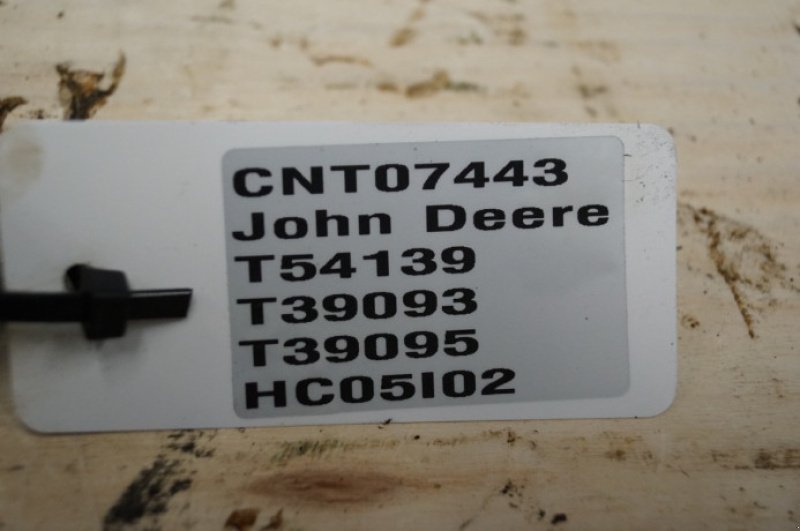 CNT07443
John Deere
T54139
T39093
T39095
HC05I02